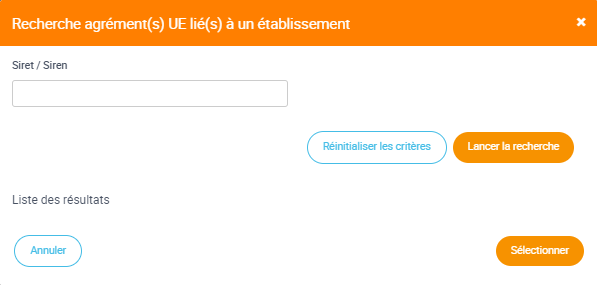 Recherche agrément(s) UE lié(s) à un établissement
Siret / Siren
Réinitialiser les critères
Lancer la recherche
Liste des résultats
Annuler
Sélectionner